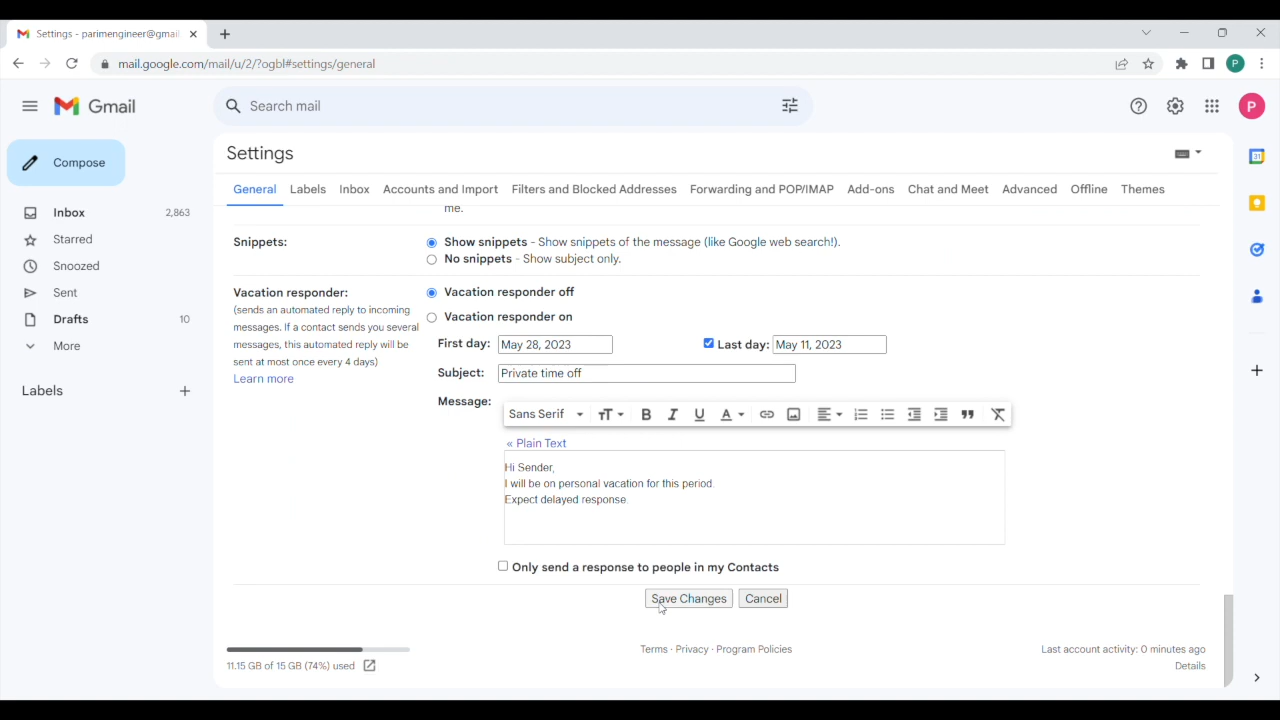 Settings - parimengineer@gmail
mail.google.com/mail/u/2/?ogbl#settings/general
P
Gmail
Search mail
P
Compose
Settings
31
General Labels Inbox Accounts and Import Filters and Blocked Addresses Forwarding and POP/IMAP Add-ons Chat and Meet Advanced Offline Themes
me.
Inbox 2,863
Starred
Snoozed
Sent
Drafts 10
More
Labels
Snippets:
Show snippets - Show snippets of the message (like Google web search!).
No snippets - Show subject only.
Vacation responder:
(sends an automated reply to incoming
messages. If a contact sends you several
messages, this automated reply will be
sent at most once every 4 days)
Learn more
Vacation responder off
Vacation responder on
First day: May 28, 2023 Last day: May 11, 2023
Subject: Private time off
Message:
Sans Serif TT B I U A
« Plain Text
Hi Sender,
I will be on personal vacation for this period.
Expect delayed response.
Only send a response to people in my Contacts
Save Changes Cancel
11.15 GB of 15 GB (74%) used
Terms · Privacy · Program Policies
Last account activity: 0 minutes ago
Details